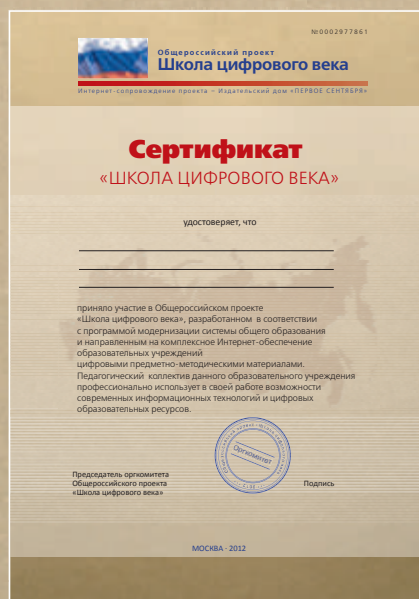 №0002977861
Общероссийский проект
Школа цифрового века
Интернет-сопровождение проекта – Издательский дом «ПЕРВОЕ СЕНТЯБРЯ»
Сертификат
«ШКОЛА ЦИФРОВОГО ВЕКА»
удостоверяет, что
приняло участие в Общероссийском проекте
«Школа цифрового века», разработанном в соответствии
с программой модернизации системы общего образования
и направленным на комплексное Интернет-обеспечение
образовательных учреждений
цифровыми предметно-методическими материалами.
Педагогический коллектив данного образовательного учреждения
профессионально использует в своей работе возможности
современных информационных технологий и цифровых
образовательных ресурсов.
Оргкомитет
Председатель оргкомитета
Общероссийского проекта
«Школа цифрового века»
Подпись
МОСКВА - 2012